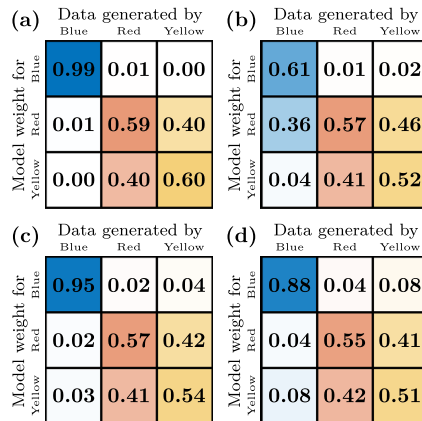 (a)
Data generated by
Blue Red Yellow
Model weight for
Blue 0.99 0.01 0.00
Red 0.01 0.59 0.40
Yellow 0.00 0.40 0.60
(b)
Data generated by
Blue Red Yellow
Model weight for
Blue 0.61 0.01 0.02
Red 0.36 0.57 0.46
Yellow 0.04 0.41 0.52
(c)
Data generated by
Blue Red Yellow
Model weight for
Blue 0.95 0.02 0.04
Red 0.02 0.57 0.42
Yellow 0.03 0.41 0.54
(d)
Data generated by
Blue Red Yellow
Model weight for
Blue 0.88 0.04 0.08
Red 0.04 0.55 0.41
Yellow 0.08 0.42 0.51